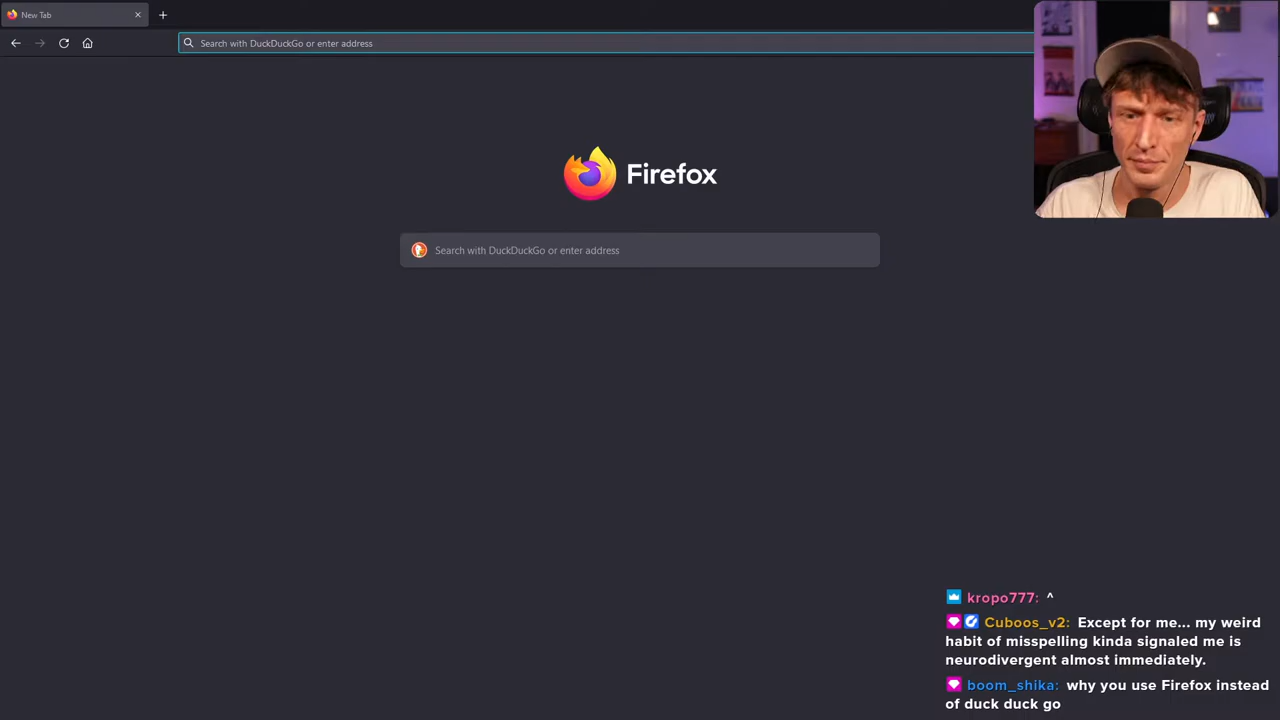 New Tab
Search with DuckDuckGo or enter address
Firefox
Search with DuckDuckGo or enter address
kropo777: ^
Cuboos_v2: Except for me... my weird
habit of misspelling kinda signaled me is
neurodivergent almost immediately.
boom_shika: why you use Firefox instead
of duck duck go